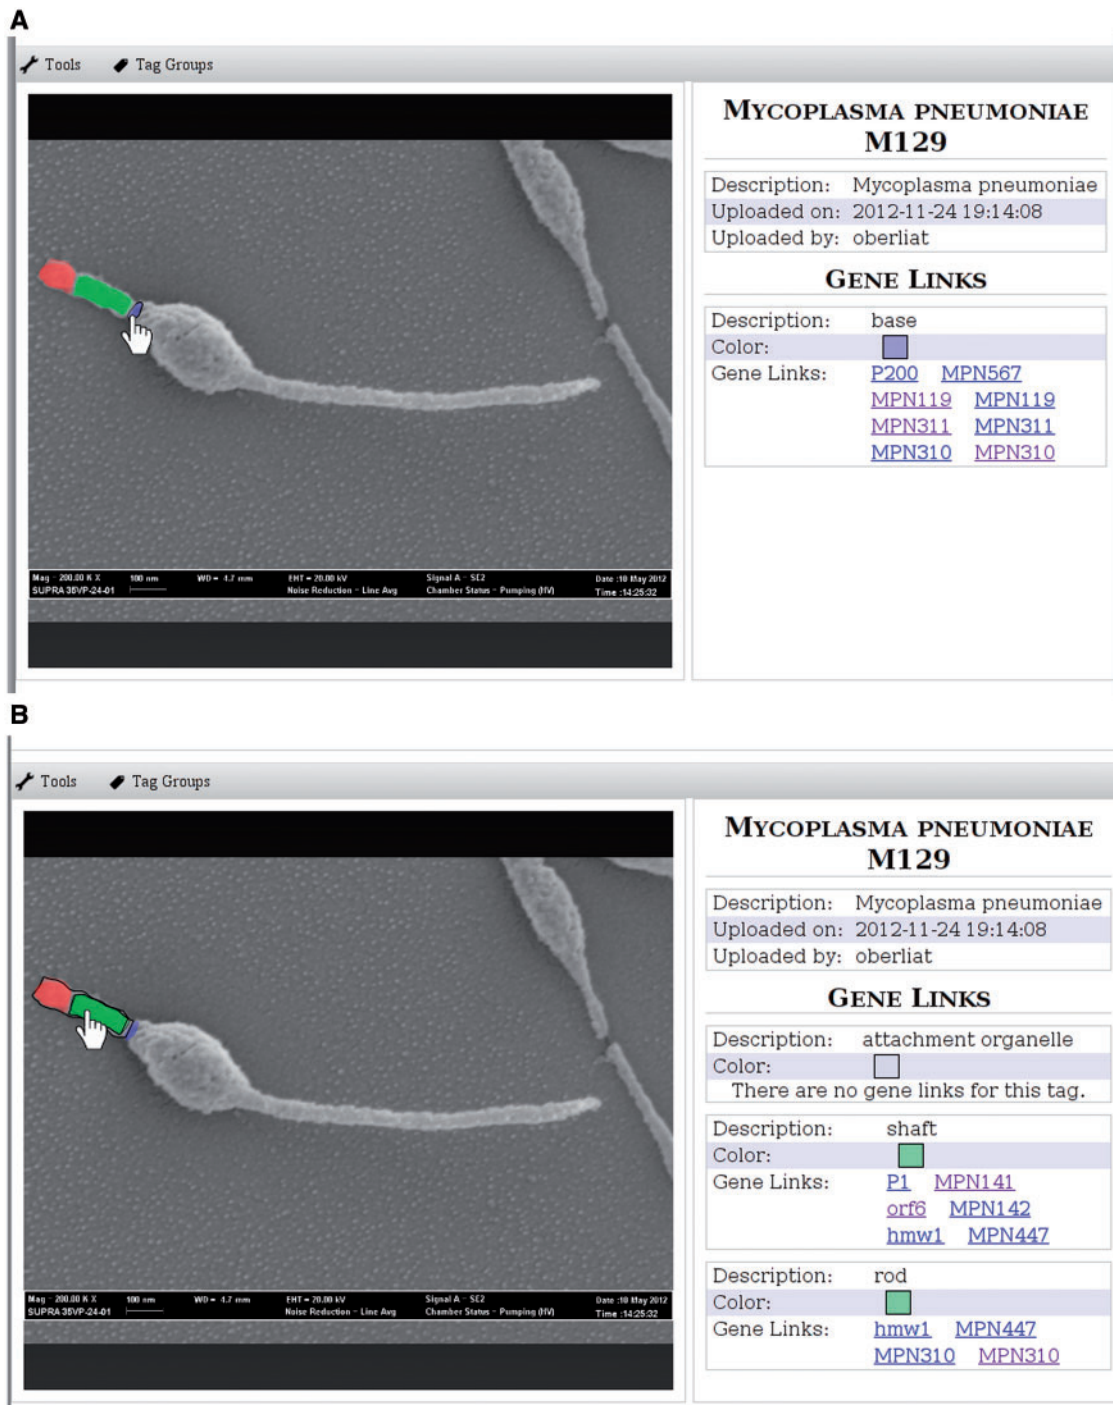 A
Tools Tag Groups
MYCOPLASMA PNEUMONIAE
M129
Description: Mycoplasma pneumoniae
Uploaded on: 2012-11-24 19:14:08
Uploaded by: oberliat
GENE LINKS
Description: base
Color:
Gene Links: P200 MPN567
MPN119 MPN119
MPN311 MPN311
MPN310 MPN310
Mag = 200.00 K X 100 nm WD = 4.7 mm EHT = 20.00 kV Signal A = SE2 Date :10 May 2012
SUPRA 35VP-24-01 Noise Reduction = Line Avg Chamber Status = Pumping (HV) Time :14:25:32
B
Tools Tag Groups
MYCOPLASMA PNEUMONIAE
M129
Description: Mycoplasma pneumoniae
Uploaded on: 2012-11-24 19:14:08
Uploaded by: oberliat
GENE LINKS
Description: attachment organelle
Color:
There are no gene links for this tag.
Description: shaft
Color:
Gene Links: P1 MPN141
orf6 MPN142
hmw1 MPN447
Description: rod
Color:
Gene Links: hmw1 MPN447
MPN310 MPN310
Mag = 200.00 K X 100 nm WD = 4.7 mm EHT = 20.00 kV Signal A = SE2 Date :10 May 2012
SUPRA 35VP-24-01 Noise Reduction = Line Avg Chamber Status = Pumping (HV) Time :14:25:32